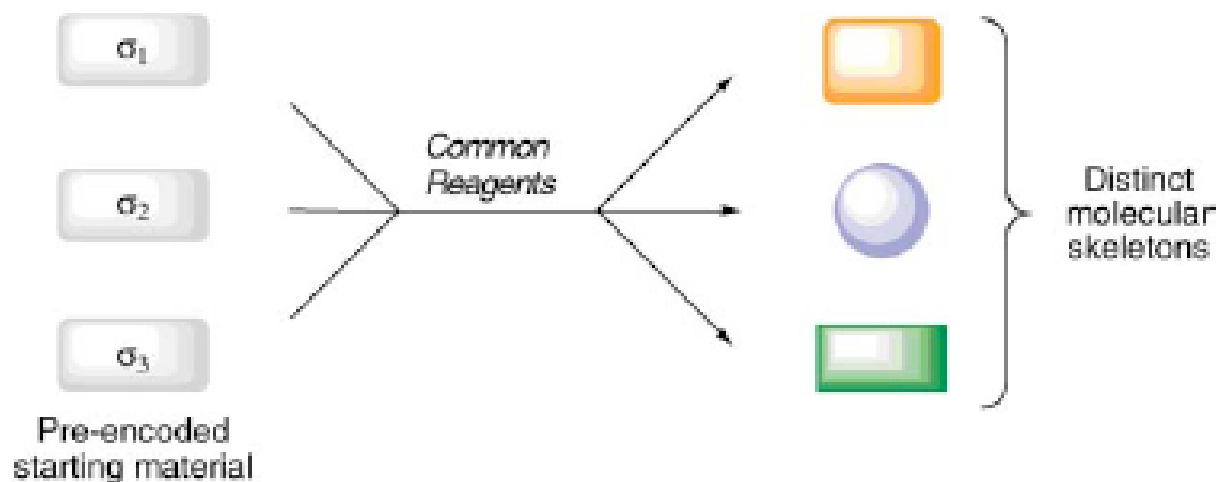 σ1
Common
Reagents
σ2
Distinct
molecular
skeletons
σ3
Pre-encoded
starting material